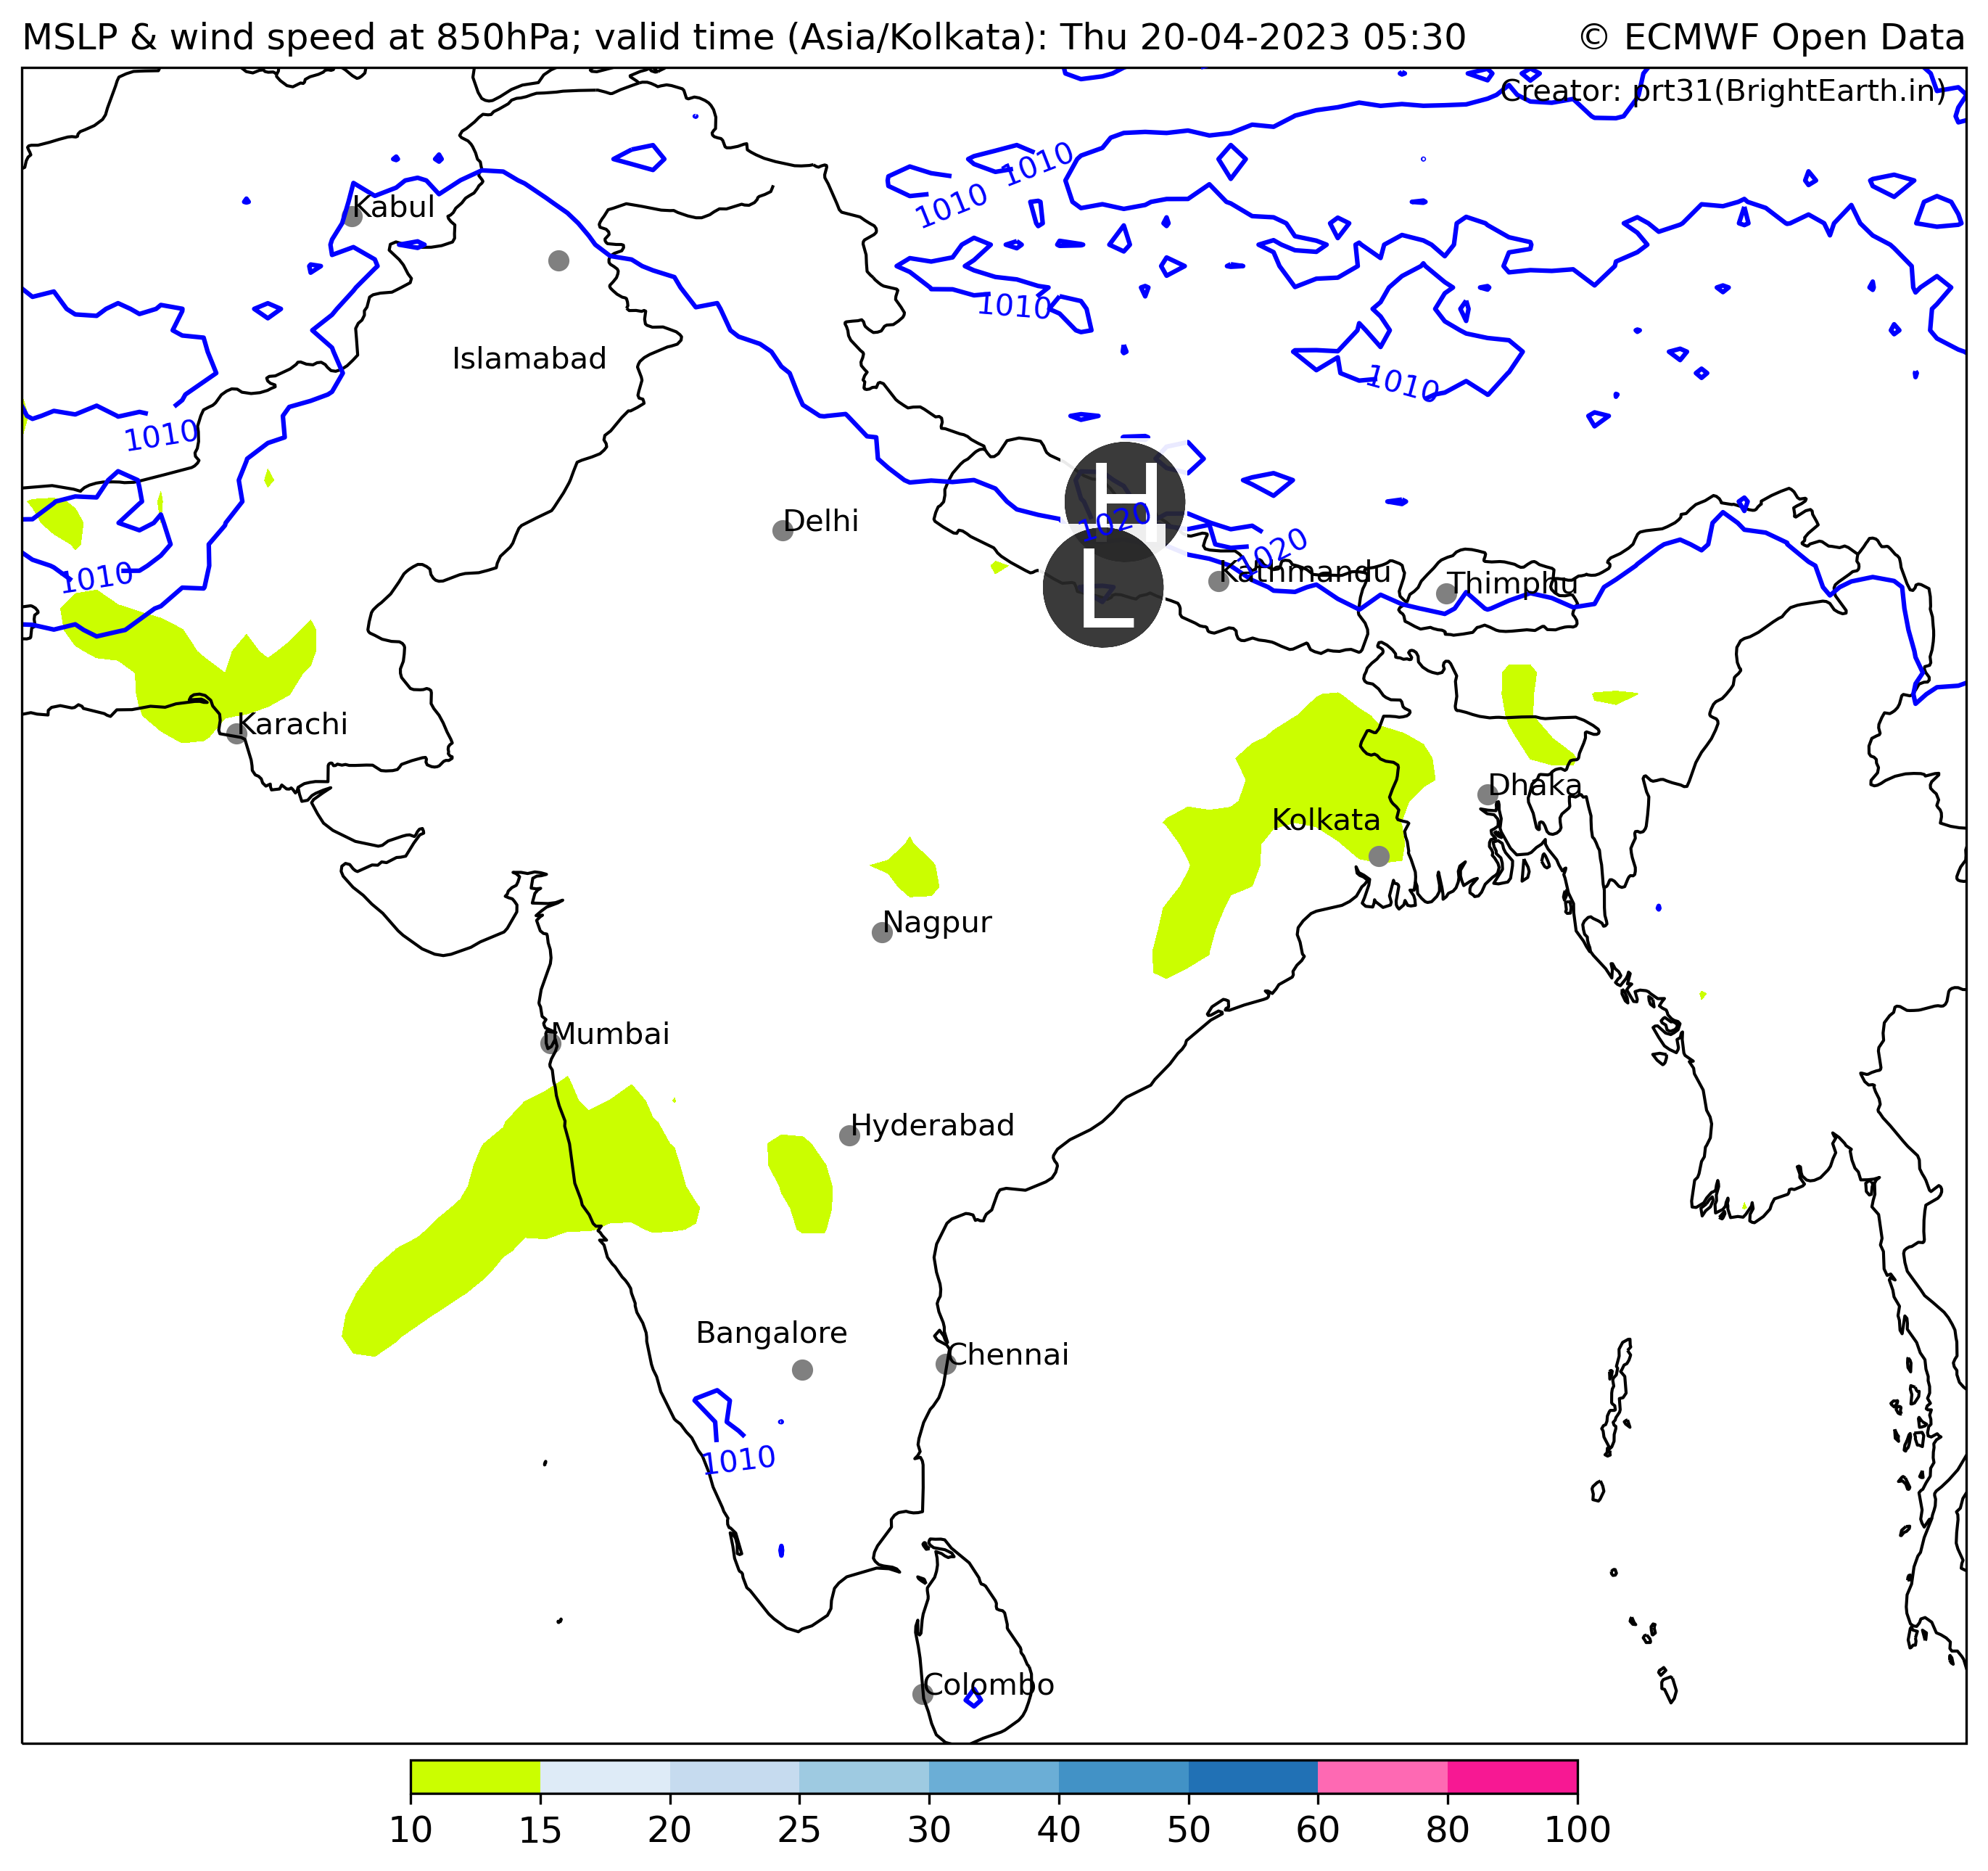 MSLP & wind speed at 850hPa; valid time (Asia/Kolkata): Thu 20-04-2023 05:30
© ECMWF Open Data
Creator: prt31(BrightEarth.in)
1010
1010
Kabul
1010
Islamabad
1010
1010
H
1020
Delhi
1020
1010
L
Kathmandu
Thimphu
Karachi
Dhaka
Kolkata
Nagpur
Mumbai
Hyderabad
Bangalore
Chennai
1010
Colombo
10 15 20 25 30 40 50 60 80 100